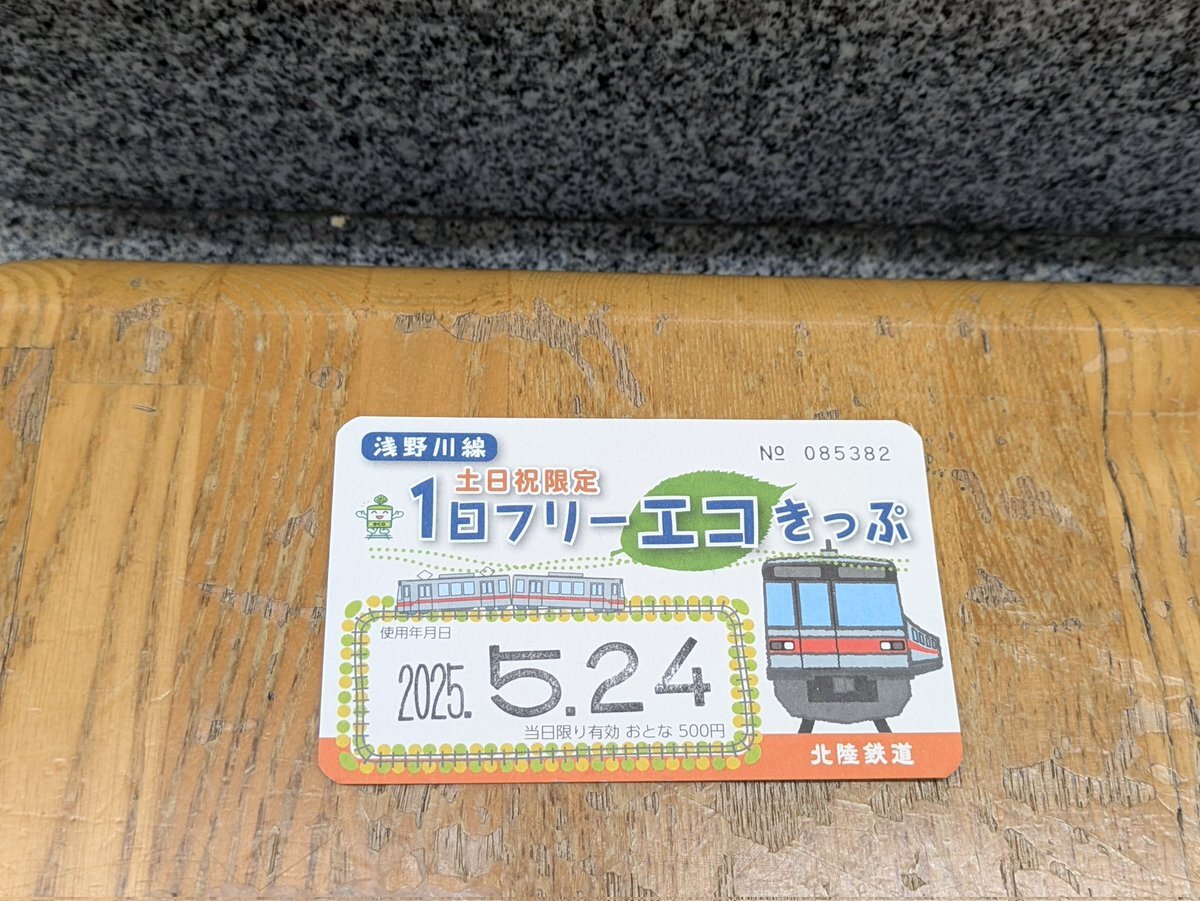 浅野川線
№ 085382
土日祝限定
1日フリーエコきっぷ
eco
使用年月日
2025. 5.24
当日限り有効 おとな 500円
北陸鉄道